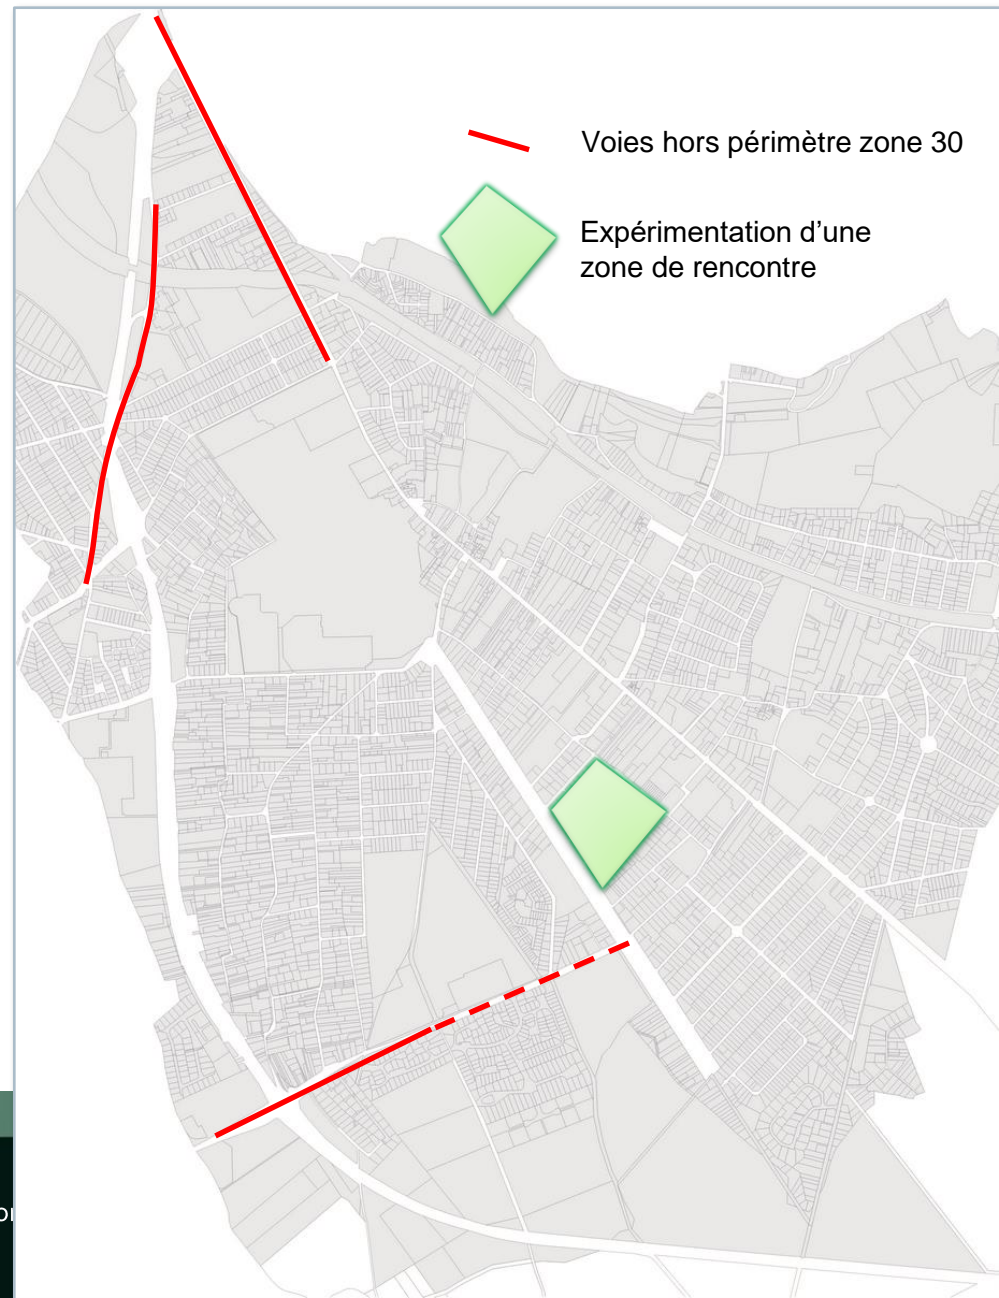 Voies hors périmètre zone 30
Expérimentation d’une
zone de rencontre